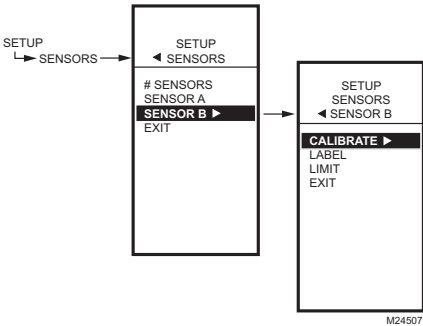 SETUP
SENSORS
SETUP
SENSORS
# SENSORS
SENSOR A
SENSOR B
EXIT
SETUP
SENSORS
SENSOR B
CALIBRATE
LABEL
LIMIT
EXIT
M24507